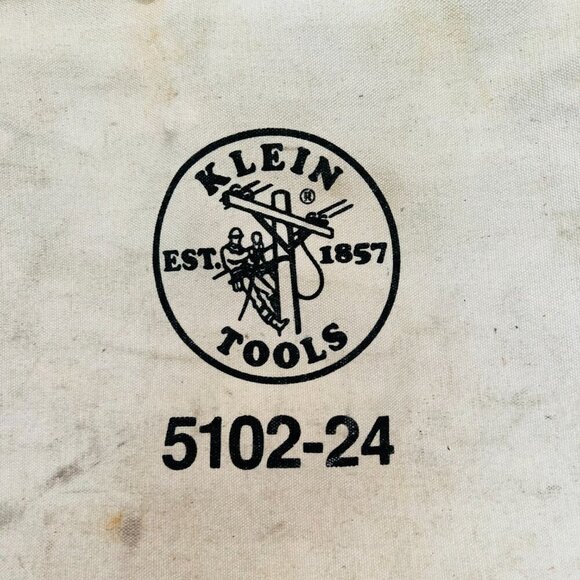 KLEIN
®
EST. 1857
TOOLS
5102-24